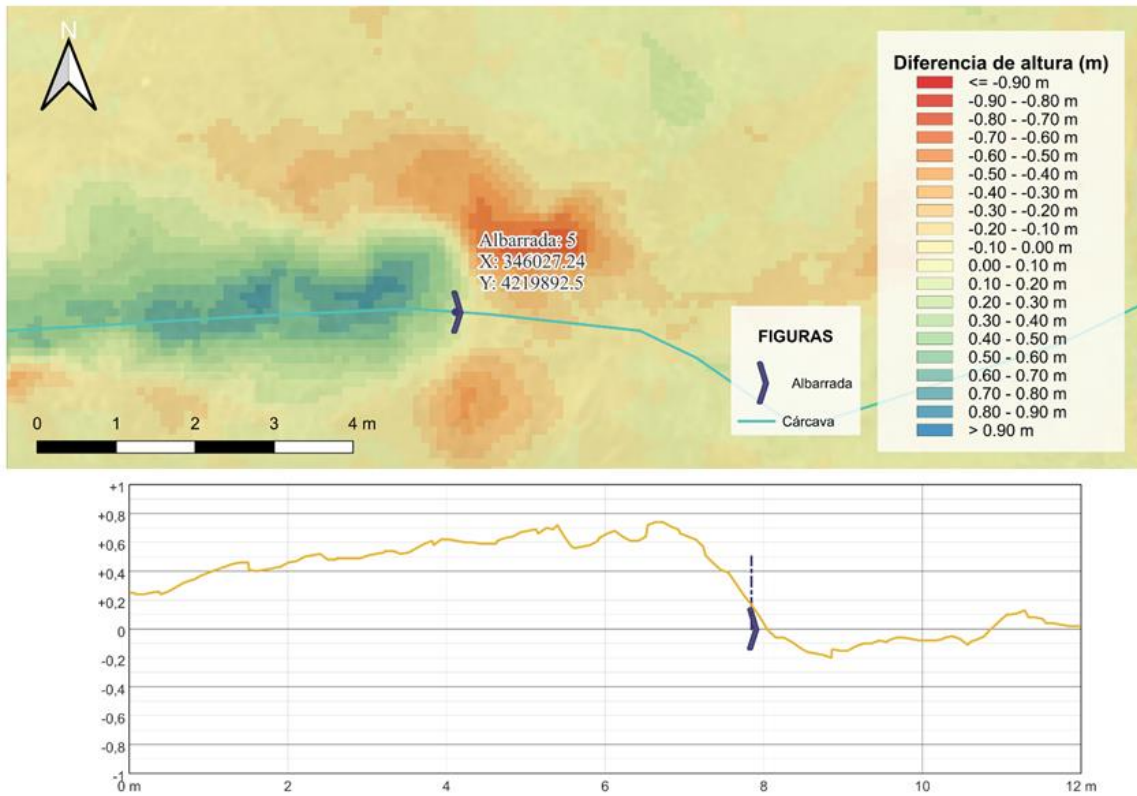 N
Diferencia de altura (m)
<= -0.90 m
-0.90 - -0.80 m
-0.80 - -0.70 m
-0.70 - -0.60 m
-0.60 - -0.50 m
-0.50 - -0.40 m
-0.40 - -0.30 m
-0.30 - -0.20 m
-0.20 - -0.10 m
-0.10 - 0.00 m
0.00 - 0.10 m
0.10 - 0.20 m
0.20 - 0.30 m
0.30 - 0.40 m
0.40 - 0.50 m
0.50 - 0.60 m
0.60 - 0.70 m
0.70 - 0.80 m
0.80 - 0.90 m
> 0.90 m
Albarrada: 5
X: 346027.24
Y: 4219892.5
FIGURAS
Albarrada
Cárcava
0 1 2 3 4 m
+1
+0,8
+0,6
+0,4
+0,2
0
-0,2
-0,4
-0,6
-0,8
-1
0 m 2 4 6 8 10 12 m